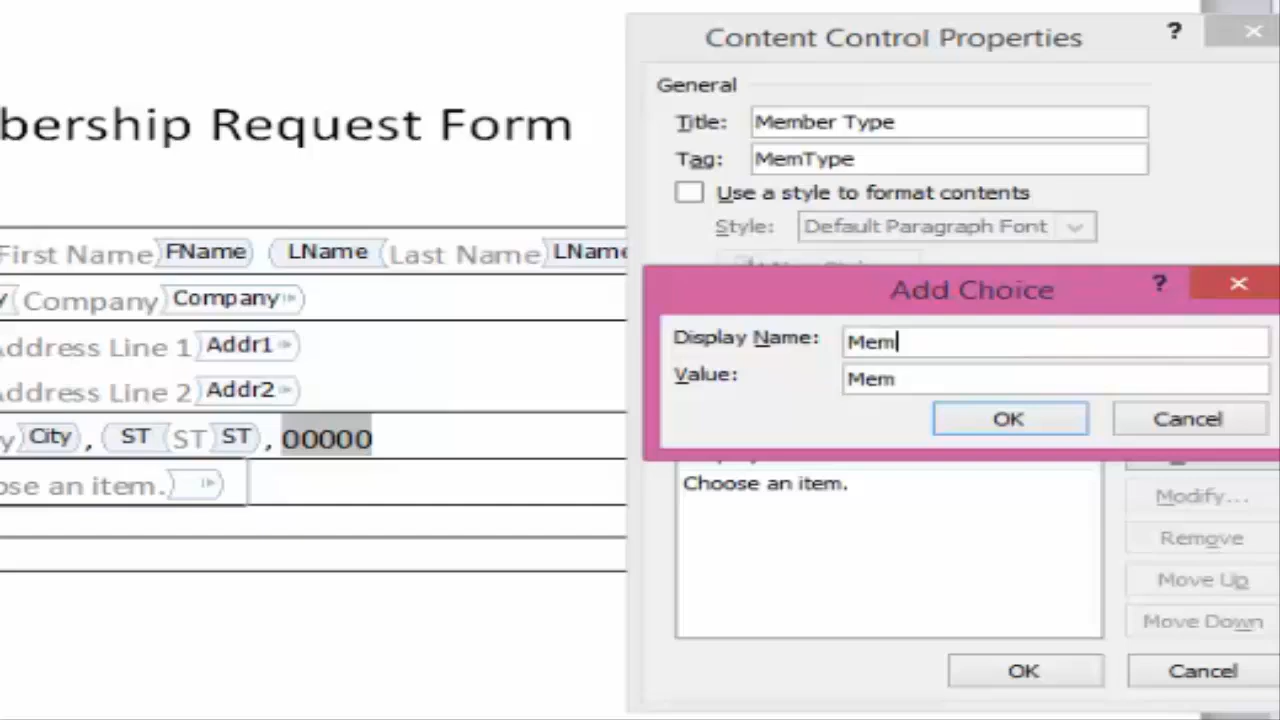 Content Control Properties
?
General
Title: Member Type
Tag: MemType
Use a style to format contents
Style: Default Paragraph Font
bership Request Form
First Name FName LName Last Name LName
y Company Company
Address Line 1 Addr1
Address Line 2 Addr2
y City , ST ST ST , 00000
ose an item.
Add Choice
?
Display Name: Mem
Value: Mem
OK Cancel
Choose an item.
Modify...
Remove
Move Up
Move Down
OK Cancel